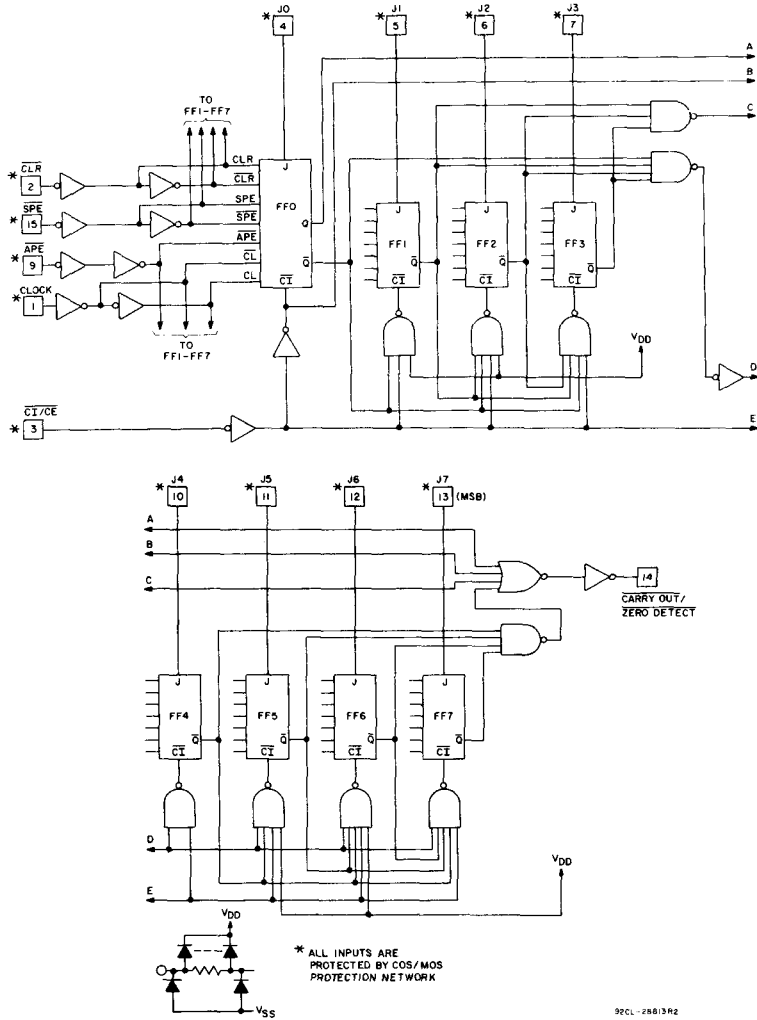 J0
* 4
J1
* 5
J2
* 6
J3
* 7
A
B
C
TO
FF1-FF7
CLR
* 2
SPE
* 15
APE
* 9
* CLOCK
1
CLR
CLR
SPE
SPE
APE
CL
CL
J
FF0
Q
Q
CI
J
FF1
Q
CI
J
FF2
Q
CI
J
FF3
Q
CI
TO
FF1-FF7
VDD
D
CI/CE
* 3
E
J4
* 10
J5
* 11
J6
* 12
J7
* 13 (MSB)
A
B
C
14
CARRY OUT/
ZERO DETECT
J
FF4
Q
CI
J
FF5
Q
CI
J
FF6
Q
CI
J
FF7
Q
CI
D
E
VDD
VDD
VSS
* ALL INPUTS ARE
PROTECTED BY COS/MOS
PROTECTION NETWORK
92CL-28813R2